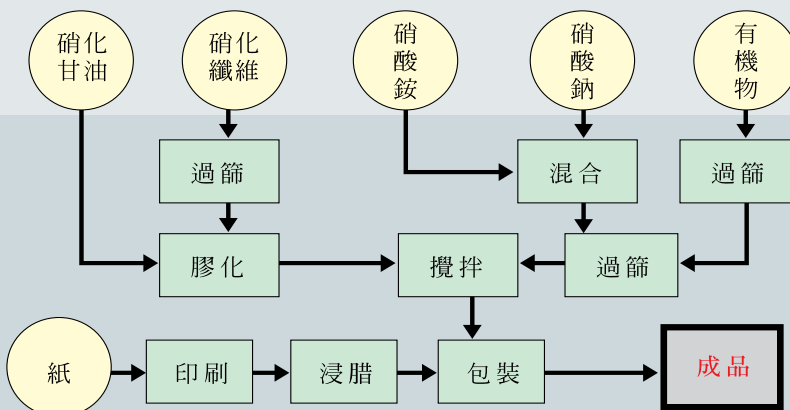 硝化
甘油
硝化
纖維
硝酸銨
硝酸鈉
有機物
過篩
混合
過篩
膠化
攪拌
過篩
紙
印刷
浸腊
包裝
成品